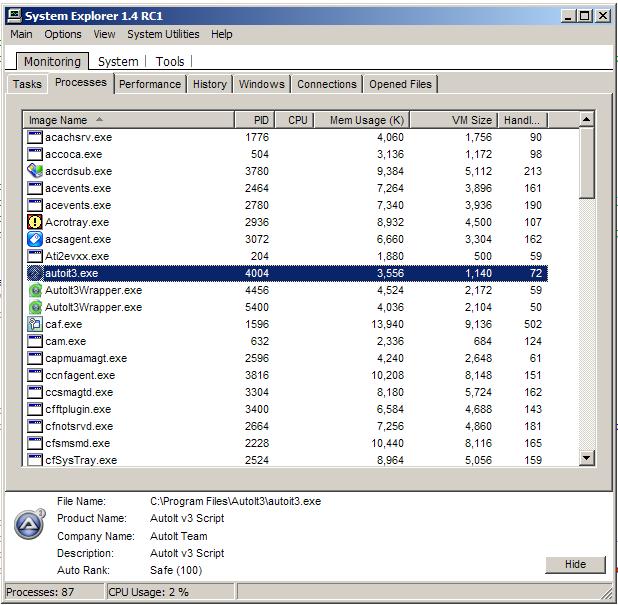 System Explorer 1.4 RC1
Main Options View System Utilities Help
Monitoring System Tools
Tasks Processes Performance History Windows Connections Opened Files
Image Name PID CPU Mem Usage (K) VM Size Handl...
acachsrv.exe 1776 4,060 1,756 90
accoca.exe 504 3,136 1,172 98
accrdsub.exe 3780 9,384 5,112 213
acevents.exe 2464 7,264 3,896 161
acevents.exe 2780 7,340 3,936 190
Acrotray.exe 2936 8,932 4,500 107
acsagent.exe 3072 6,660 3,304 162
Ati2evxx.exe 204 1,880 500 59
autoit3.exe 4004 3,556 1,140 72
AutoIt3Wrapper.exe 4456 4,524 2,172 59
AutoIt3Wrapper.exe 5400 4,036 2,104 50
caf.exe 1596 13,940 9,136 502
cam.exe 632 2,336 684 124
capmuamagt.exe 2596 4,240 2,648 61
ccnfagent.exe 3816 10,208 8,148 151
ccsmagtd.exe 3304 8,180 5,724 162
cfftplugin.exe 3400 6,584 4,688 143
cfnotsrvd.exe 2664 7,256 4,860 181
cfsmsmd.exe 2228 10,440 8,116 165
cfSysTray.exe 2524 8,964 5,056 159
File Name: C:\Program Files\AutoIt3\autoit3.exe
Product Name: AutoIt v3 Script
Company Name: AutoIt Team
Description: AutoIt v3 Script
Auto Rank: Safe (100)
Hide
Processes: 87 CPU Usage: 2 %